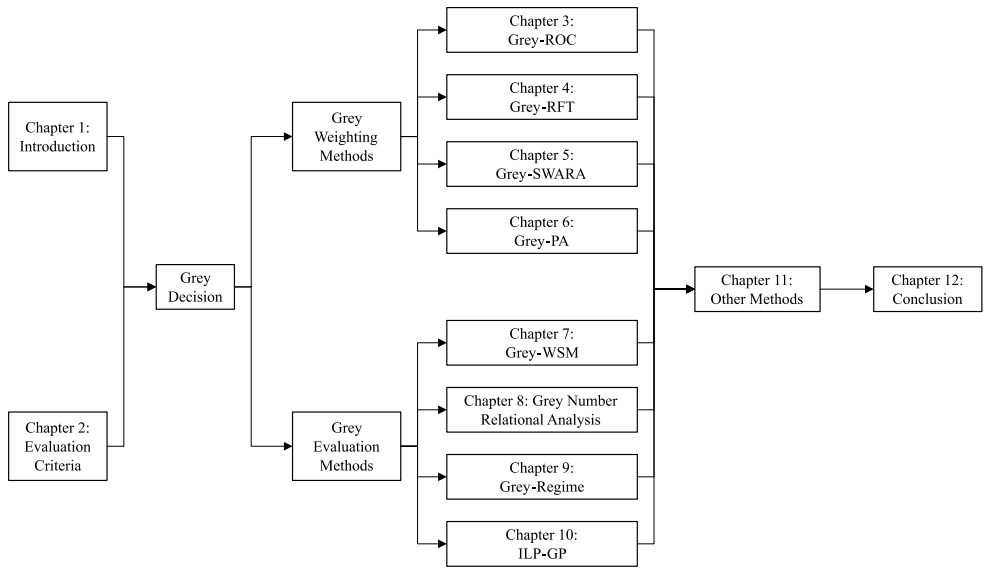 Chapter 1:
Introduction
Chapter 2:
Evaluation
Criteria
Grey
Decision
Grey
Weighting
Methods
Grey
Evaluation
Methods
Chapter 3:
Grey-ROC
Chapter 4:
Grey-RFT
Chapter 5:
Grey-SWARA
Chapter 6:
Grey-PA
Chapter 7:
Grey-WSM
Chapter 8: Grey Number
Relational Analysis
Chapter 9:
Grey-Regime
Chapter 10:
ILP-GP
Chapter 11:
Other Methods
Chapter 12:
Conclusion